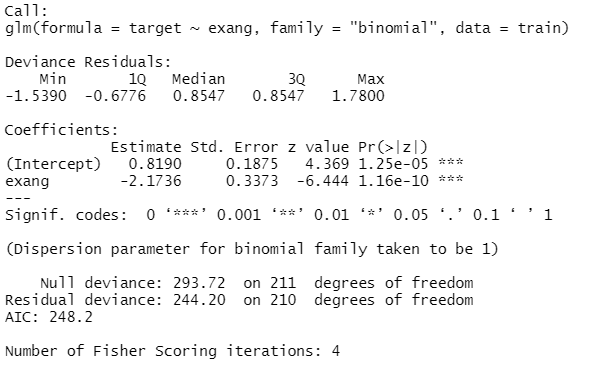 Call:
glm(formula = target ~ exang, family = "binomial", data = train)
Deviance Residuals:
Min 1Q Median 3Q Max
-1.5390 -0.6776 0.8547 0.8547 1.7800
Coefficients:
Estimate Std. Error z value Pr(>|z|)
(Intercept) 0.8190 0.1875 4.369 1.25e-05 ***
exang -2.1736 0.3373 -6.444 1.16e-10 ***
---
Signif. codes: 0 ‘***’ 0.001 ‘**’ 0.01 ‘*’ 0.05 ‘.’ 0.1 ‘ ’ 1
(Dispersion parameter for binomial family taken to be 1)
Null deviance: 293.72 on 211 degrees of freedom
Residual deviance: 244.20 on 210 degrees of freedom
AIC: 248.2
Number of Fisher Scoring iterations: 4